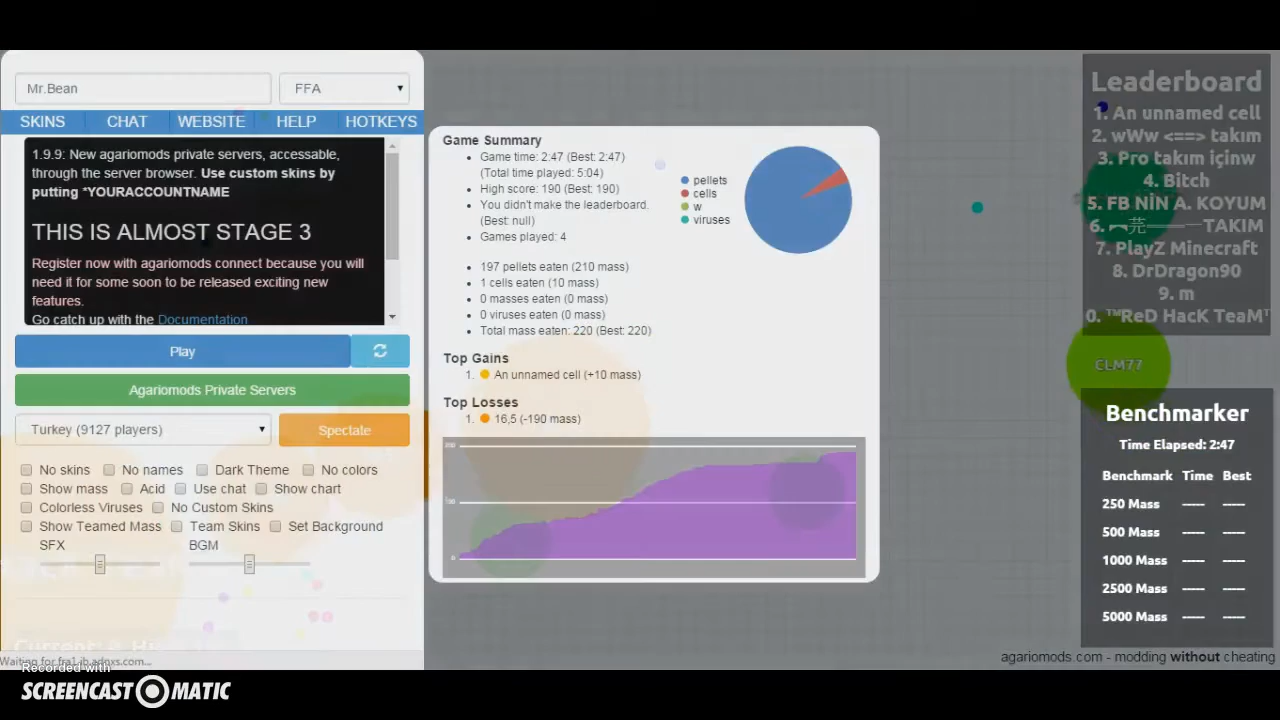 Mr.Bean
FFA
SKINS CHAT WEBSITE HELP HOTKEYS
1.9.9: New agariomods private servers, accessable,
through the server browser. Use custom skins by
putting *YOURACCOUNTNAME
THIS IS ALMOST STAGE 3
Register now with agariomods connect because you will
need it for some soon to be released exciting new
features.
Go catch up with the Documentation
Play
Agariomods Private Servers
Turkey (9127 players)
Spectate
No skins No names Dark Theme No colors
Show mass Acid Use chat Show chart
Colorless Viruses No Custom Skins
Show Teamed Mass Team Skins Set Background
SFX BGM
Waiting for fra1.ib.adnxs.com...
Recorded with
SCREENCAST MATIC
Game Summary
Game time: 2:47 (Best: 2:47)
(Total time played: 5:04)
High score: 190 (Best: 190)
You didn't make the leaderboard.
(Best: null)
Games played: 4
197 pellets eaten (210 mass)
1 cells eaten (10 mass)
0 masses eaten (0 mass)
0 viruses eaten (0 mass)
Total mass eaten: 220 (Best: 220)
pellets
cells
w
viruses
Top Gains
1. An unnamed cell (+10 mass)
Top Losses
1. 16,5 (-190 mass)
Leaderboard
1. An unnamed cell
2. wWw <==> takım
3. Pro takım içinw
4. Bitch
5. FB NİN A. KOYUM
TAKIM
7. PlayZ Minecraft
8. DrDragon90
9. m
0. ™ReD HacK TeaM
CLM77
Benchmarker
Time Elapsed: 2:47
Benchmark Time Best
250 Mass ----- -----
500 Mass ----- -----
1000 Mass ----- -----
2500 Mass ----- -----
5000 Mass ----- -----
agariomods.com - modding without cheating